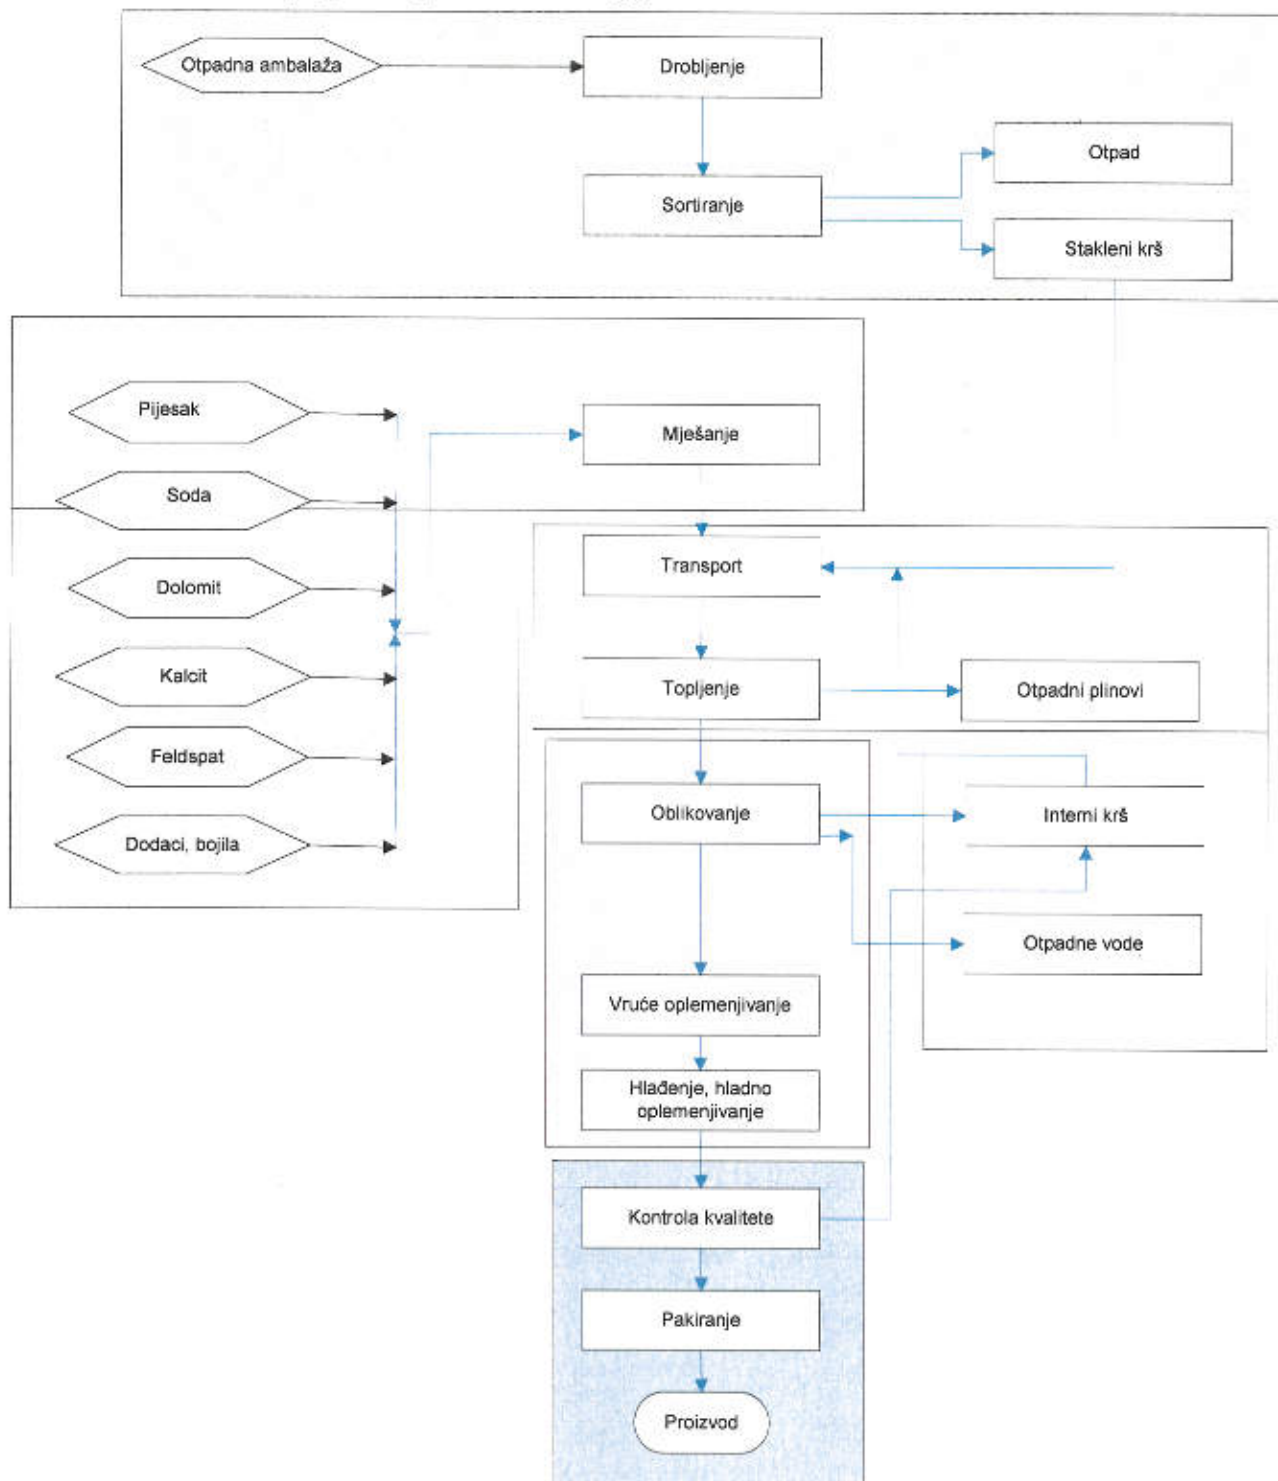 Otpadna ambalaža
Drobljenje
Otpad
Sortiranje
Stakleni krš
Pijesak
Mješanje
Soda
Transport
Dolomit
Kalcit
Topljenje
Otpadni plinovi
Feldspat
Oblikovanje
Interni krš
Dodaci, bojila
Otpadne vode
Vruće oplemenjivanje
Hlađenje, hladno
oplemenjivanje
Kontrola kvalitete
Pakiranje
Proizvod